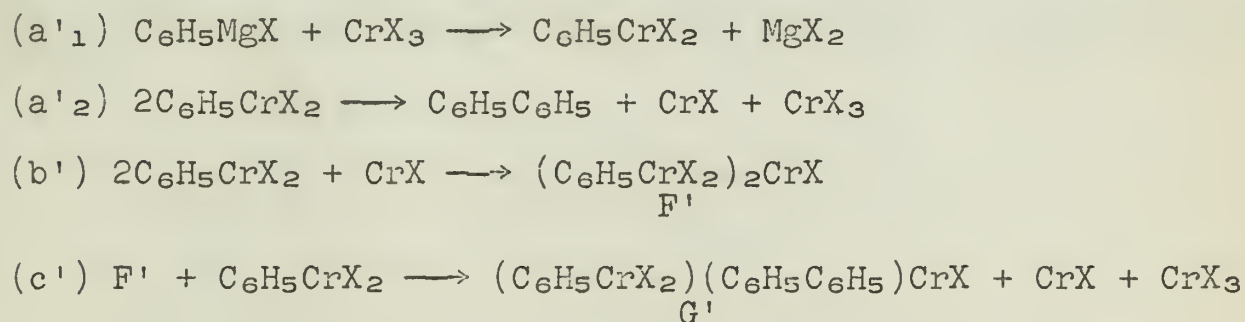 (a'₁) C₆H₅MgX + CrX₃ ⟶ C₆H₅CrX₂ + MgX₂
(a'₂) 2C₆H₅CrX₂ ⟶ C₆H₅C₆H₅ + CrX + CrX₃
(b') 2C₆H₅CrX₂ + CrX ⟶ (C₆H₅CrX₂)₂CrX
F'
(c') F' + C₆H₅CrX₂ ⟶ (C₆H₅CrX₂)(C₆H₅C₆H₅)CrX + CrX + CrX₃
G'